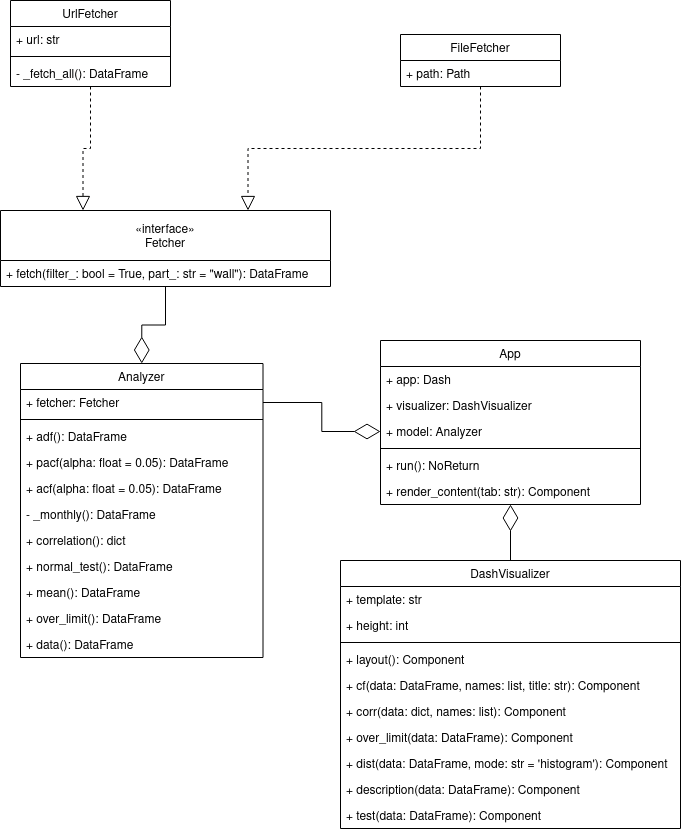 UrlFetcher
+ url: str
- _fetch_all(): DataFrame
FileFetcher
+ path: Path
«interface»
Fetcher
+ fetch(filter_: bool = True, part_: str = "wall"): DataFrame
Analyzer
+ fetcher: Fetcher
+ adf(): DataFrame
+ pacf(alpha: float = 0.05): DataFrame
+ acf(alpha: float = 0.05): DataFrame
- _monthly(): DataFrame
+ correlation(): dict
+ normal_test(): DataFrame
+ mean(): DataFrame
+ over_limit(): DataFrame
+ data(): DataFrame
App
+ app: Dash
+ visualizer: DashVisualizer
+ model: Analyzer
+ run(): NoReturn
+ render_content(tab: str): Component
DashVisualizer
+ template: str
+ height: int
+ layout(): Component
+ cf(data: DataFrame, names: list, title: str): Component
+ corr(data: dict, names: list): Component
+ over_limit(data: DataFrame): Component
+ dist(data: DataFrame, mode: str = 'histogram'): Component
+ description(data: DataFrame): Component
+ test(data: DataFrame): Component